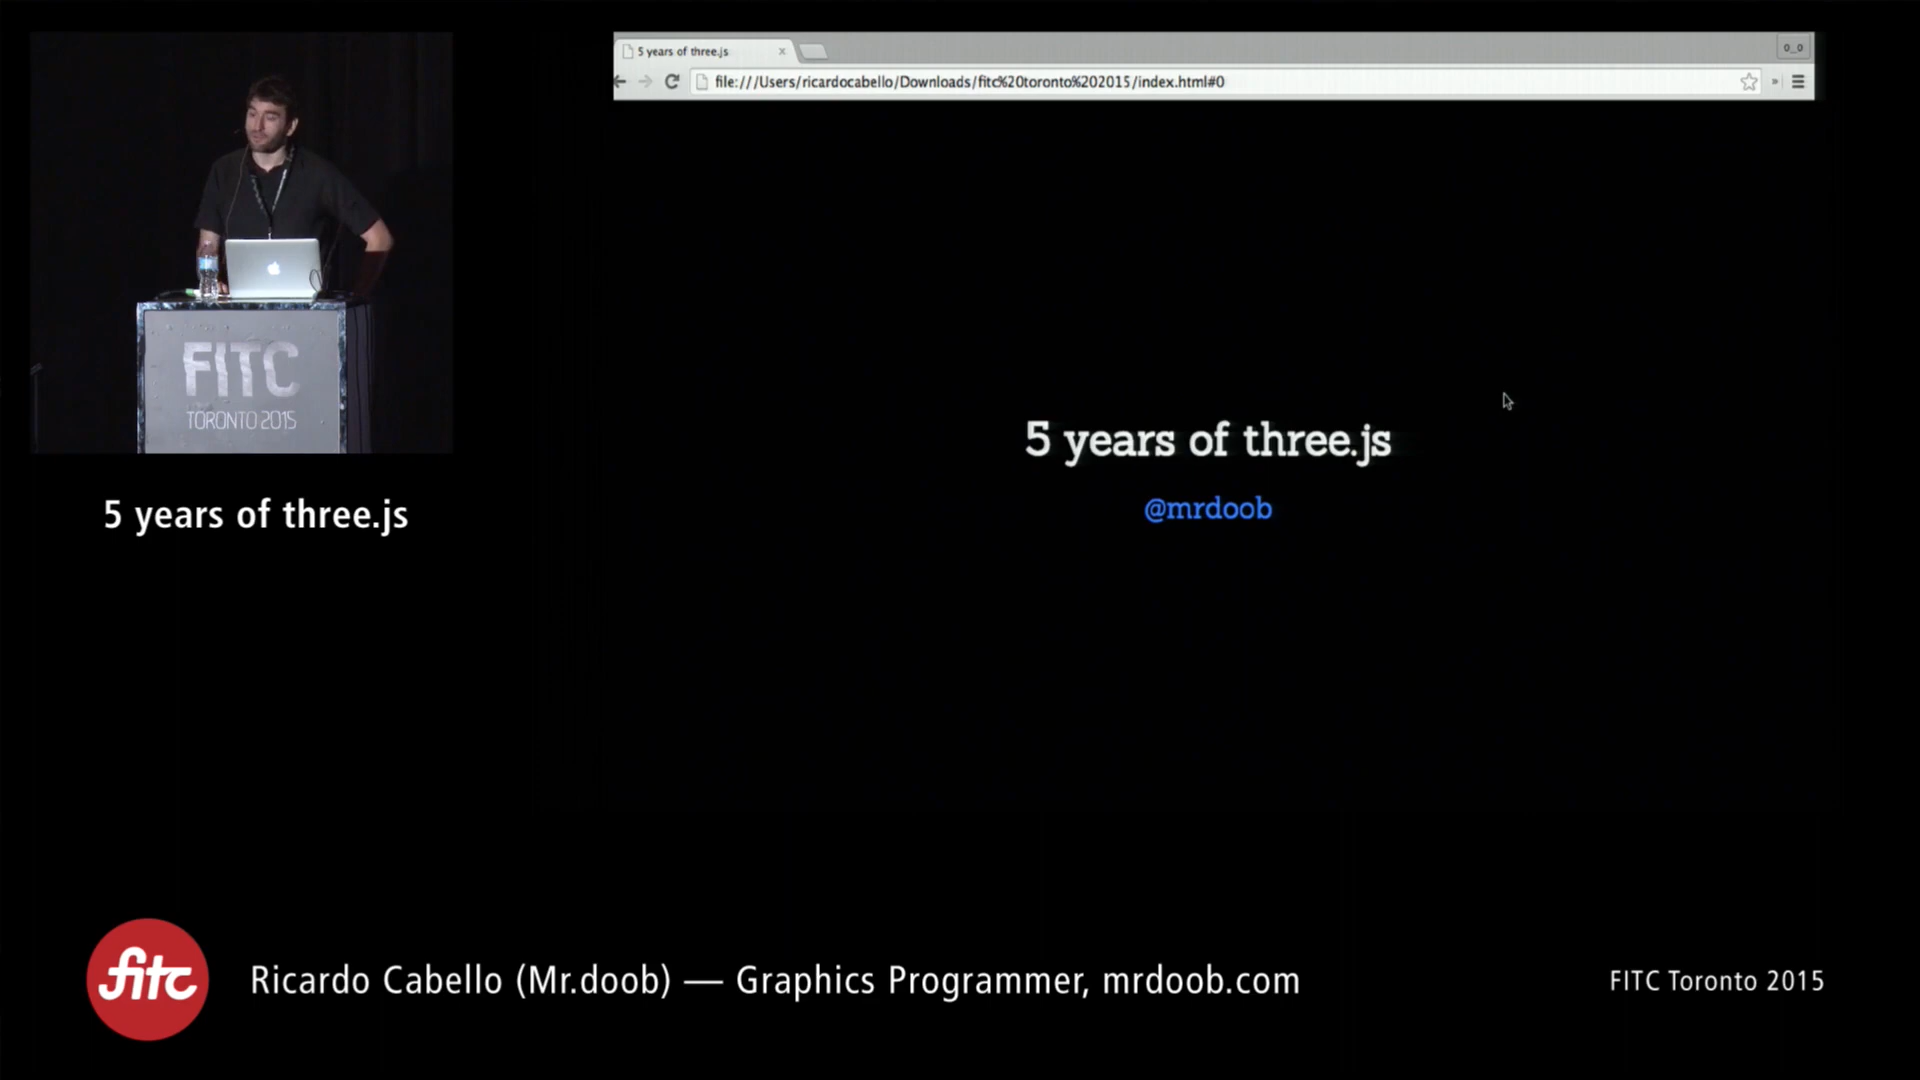 5 years of three.js
0_0
file:///Users/ricardocabello/Downloads/fitc%20toronto%202015/index.html#0
FITC
TORONTO 2015
5 years of three.js
@mrdoob
5 years of three.js
fitc
Ricardo Cabello (Mr.doob) — Graphics Programmer, mrdoob.com
FITC Toronto 2015